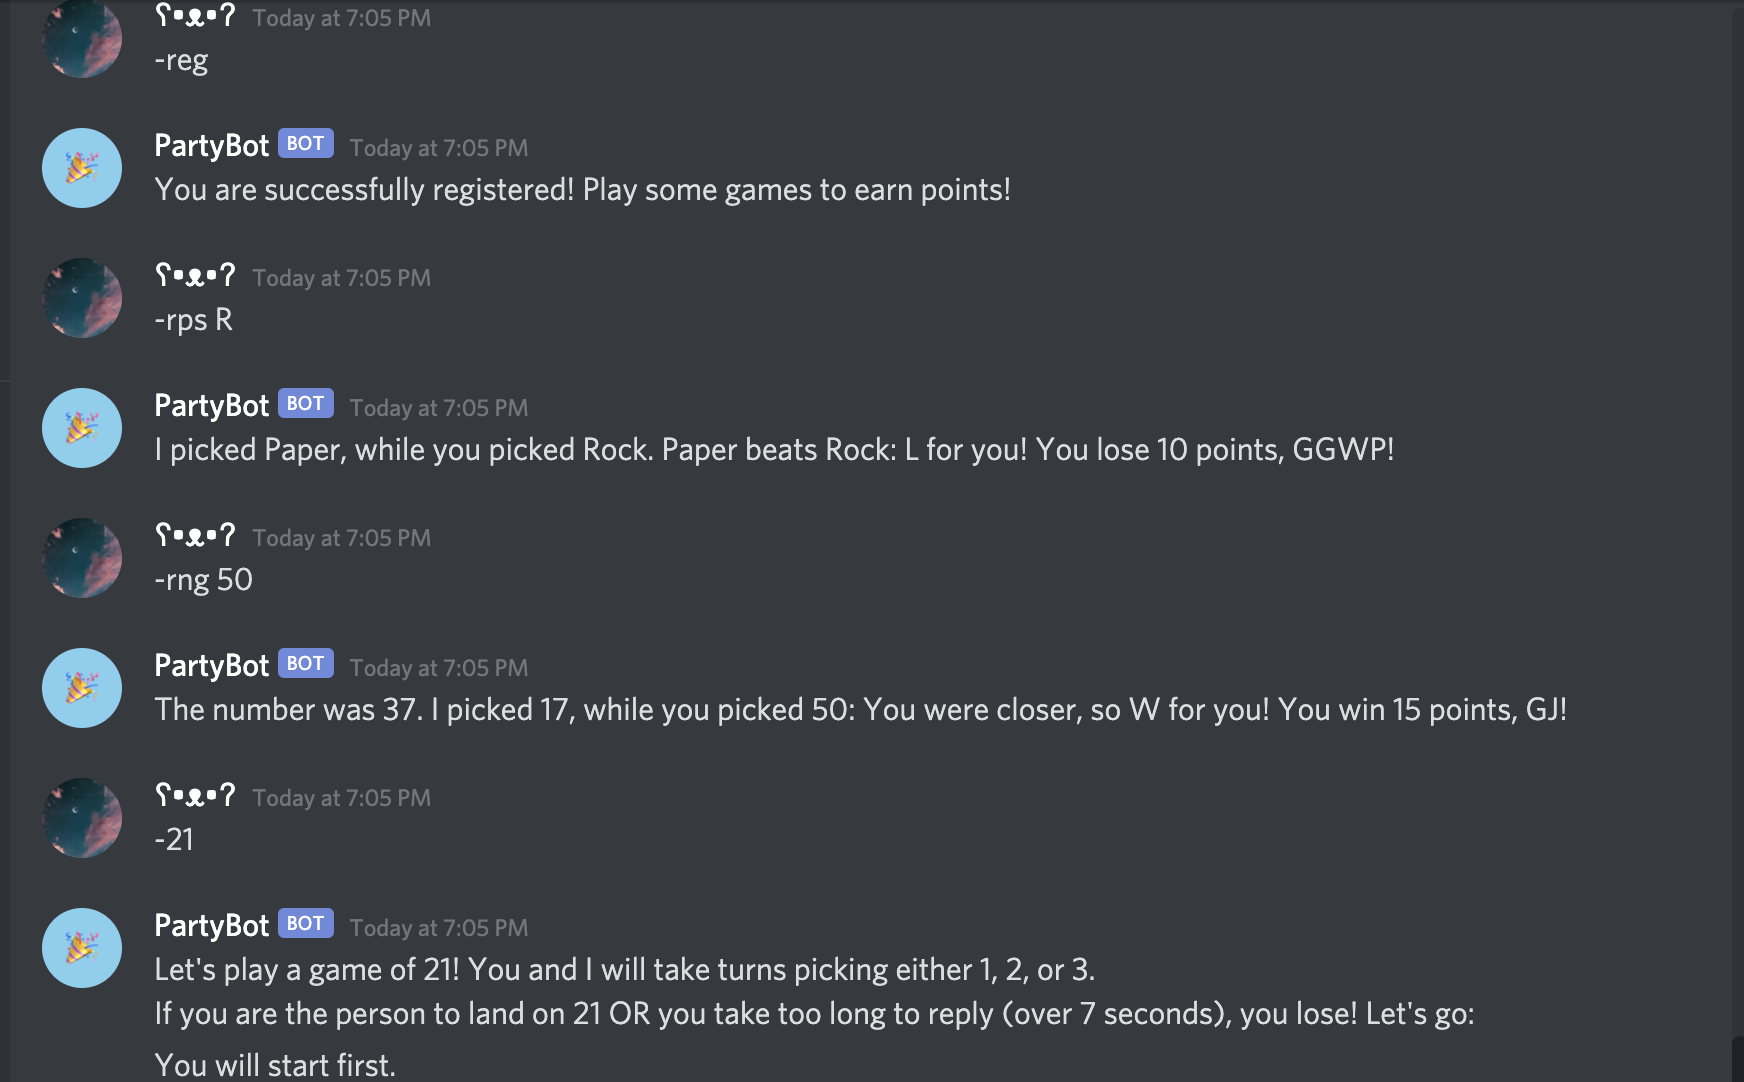 ʕ•ᴥ•ʔ Today at 7:05 PM
-reg
PartyBot BOT Today at 7:05 PM
You are successfully registered! Play some games to earn points!
ʕ•ᴥ•ʔ Today at 7:05 PM
-rps R
PartyBot BOT Today at 7:05 PM
I picked Paper, while you picked Rock. Paper beats Rock: L for you! You lose 10 points, GGWP!
ʕ•ᴥ•ʔ Today at 7:05 PM
-rng 50
PartyBot BOT Today at 7:05 PM
The number was 37. I picked 17, while you picked 50: You were closer, so W for you! You win 15 points, GJ!
ʕ•ᴥ•ʔ Today at 7:05 PM
-21
PartyBot BOT Today at 7:05 PM
Let's play a game of 21! You and I will take turns picking either 1, 2, or 3.
If you are the person to land on 21 OR you take too long to reply (over 7 seconds), you lose! Let's go:
You will start first.